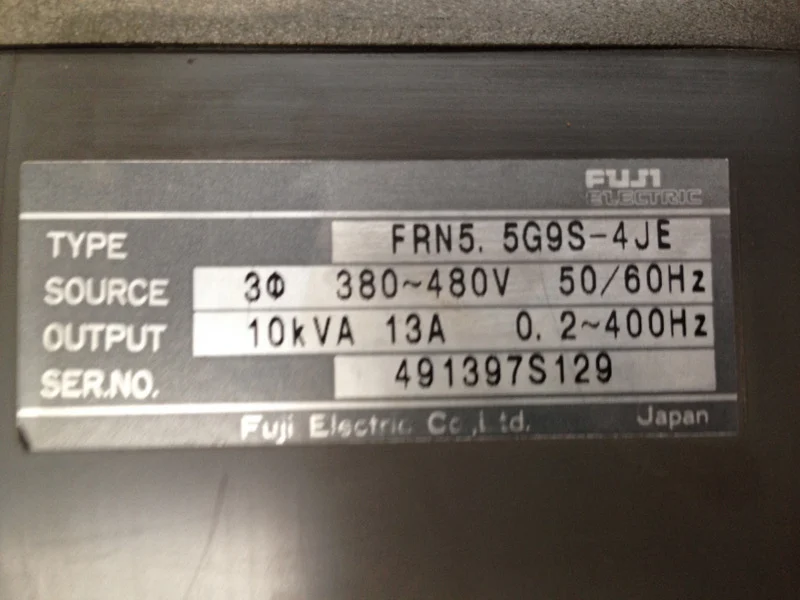 FUJI
ELECTRIC
TYPE FRN5. 5G9S-4JE
SOURCE 3Φ 380~480V 50/60Hz
OUTPUT 10kVA 13A 0. 2~400Hz
SER.NO. 491397S129
Fuji Electric Co.,Ltd. Japan